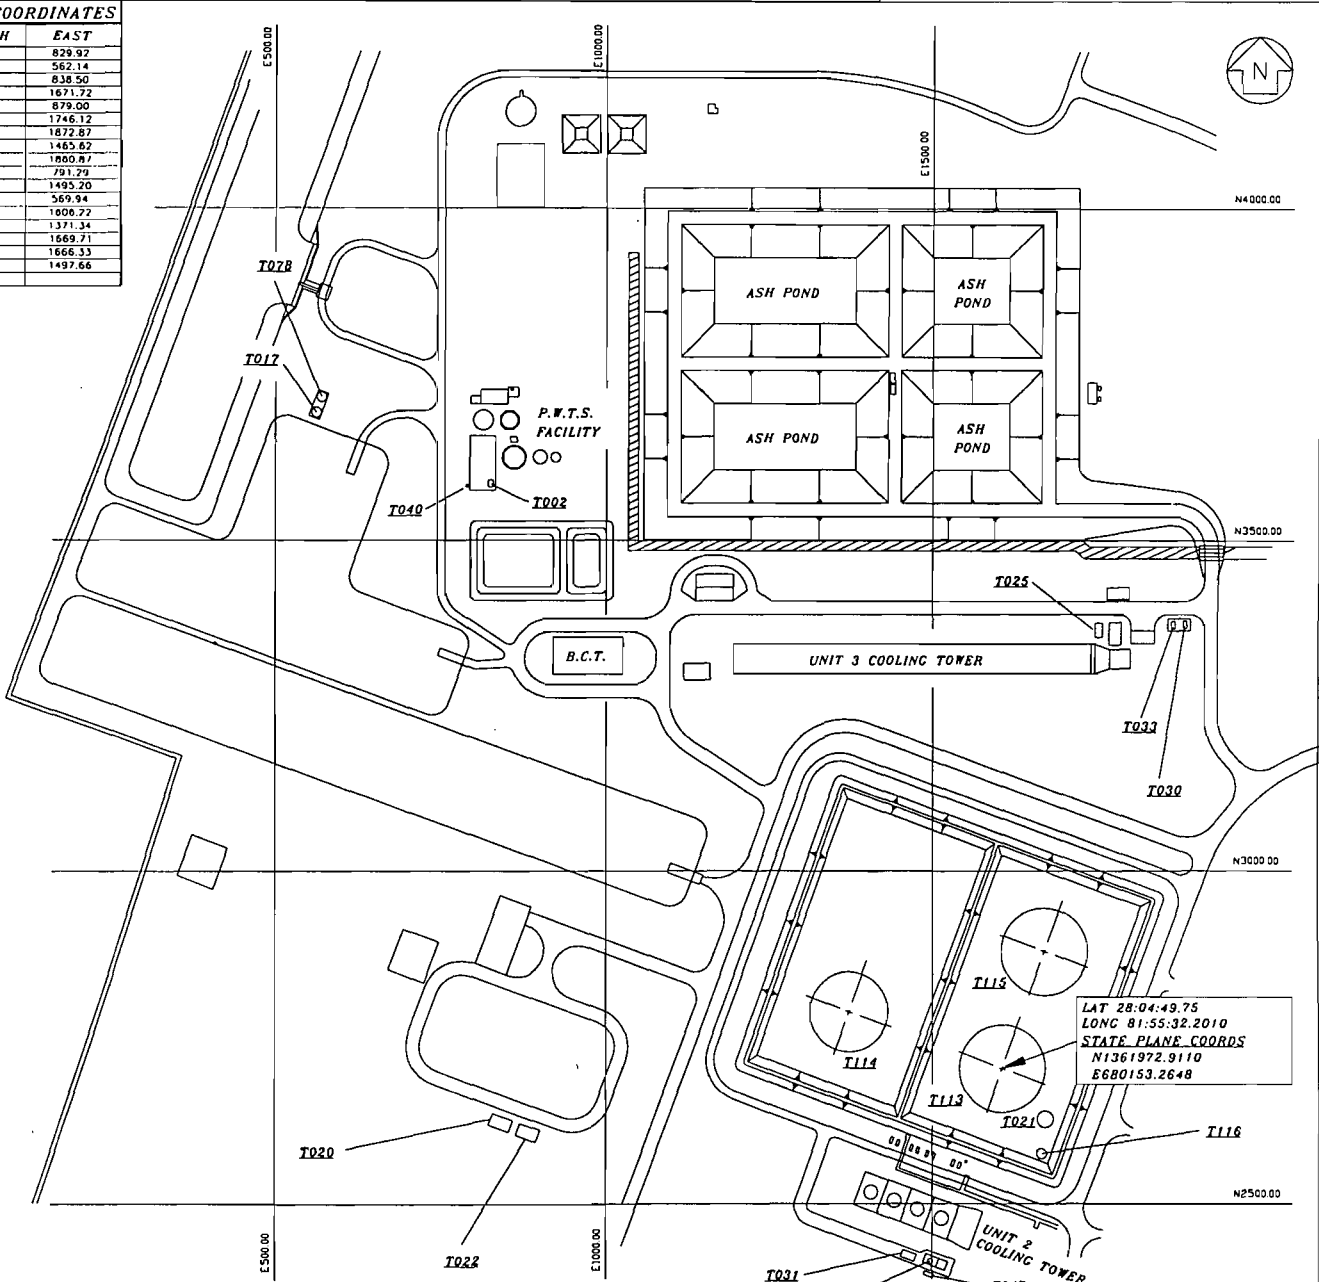 COORDINATES
H EAST
829.92
562.14
838.50
1671.72
879.00
1746.12
1872.87
1465.62
1860.87
791.29
1495.20
569.94
1606.72
1371.34
1669.71
1666.33
1497.66
E500.00
E1000.00
E1500.00
N
N4000.00
T078
ASH POND
ASH
POND
T017
P.W.T.S.
FACILITY
ASH POND
ASH
POND
T040
T002
N3500.00
T025
B.C.T.
UNIT 3 COOLING TOWER
T033
T030
N3000.00
T115
LAT 28:04:49.75
LONG 81:55:32.2010
STATE PLANE COORDS
N1361972.9110
E680153.2648
T114
T113
T021
T116
T020
N2500.00
E500.00
E1000.00
UNIT 2
COOLING TOWER
T022
T031